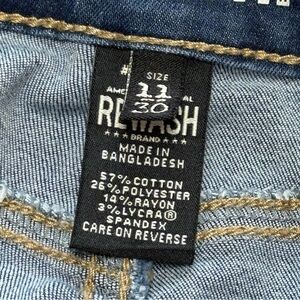 SIZE
11
30
REWASH
BRAND
MADE IN
BANGLADESH
57% COTTON
26% POLYESTER
14% RAYON
3% LYCRA®
SPANDEX
CARE ON REVERSE